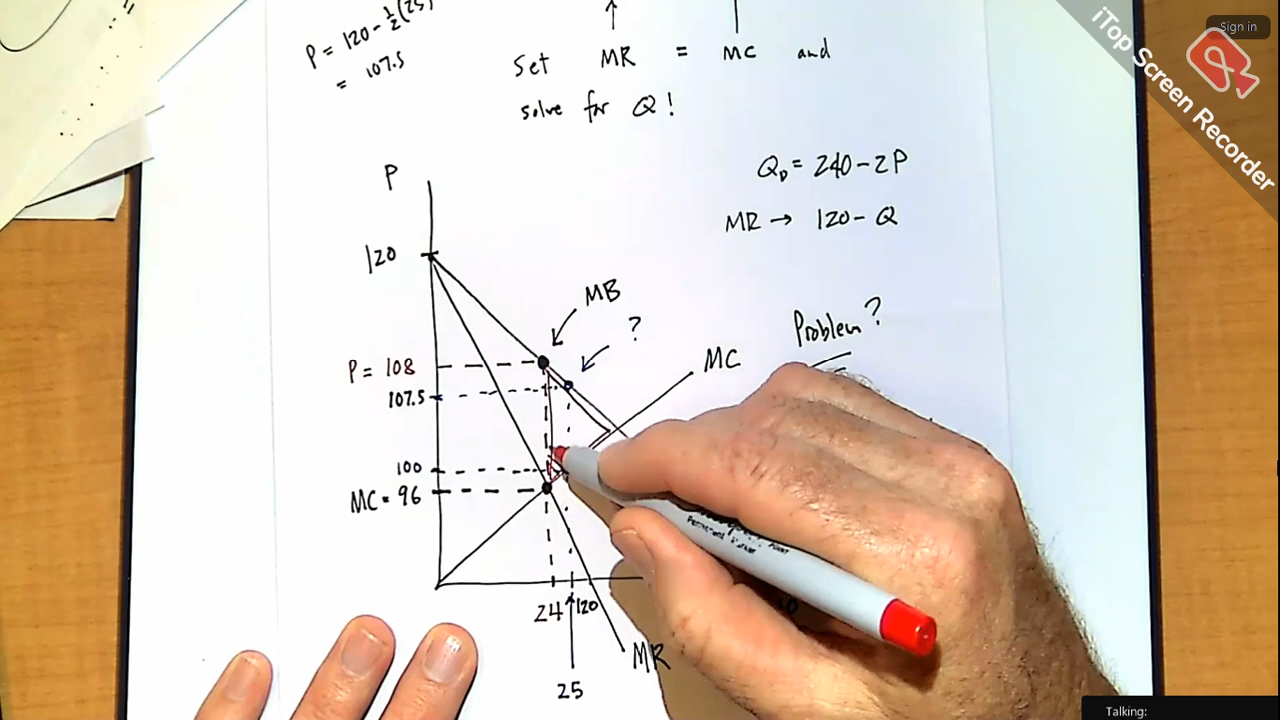 Sign in
iTop Screen Recorder
P = 120 - ½(25)
= 107.5
Set MR = MC and
solve for Q!
Q_D = 240 - 2P
MR → 120 - Q
P
120
MB
?
Problem?
MC
P = 108
107.5
100
MC = 96
24
120
MR
25
Talking: